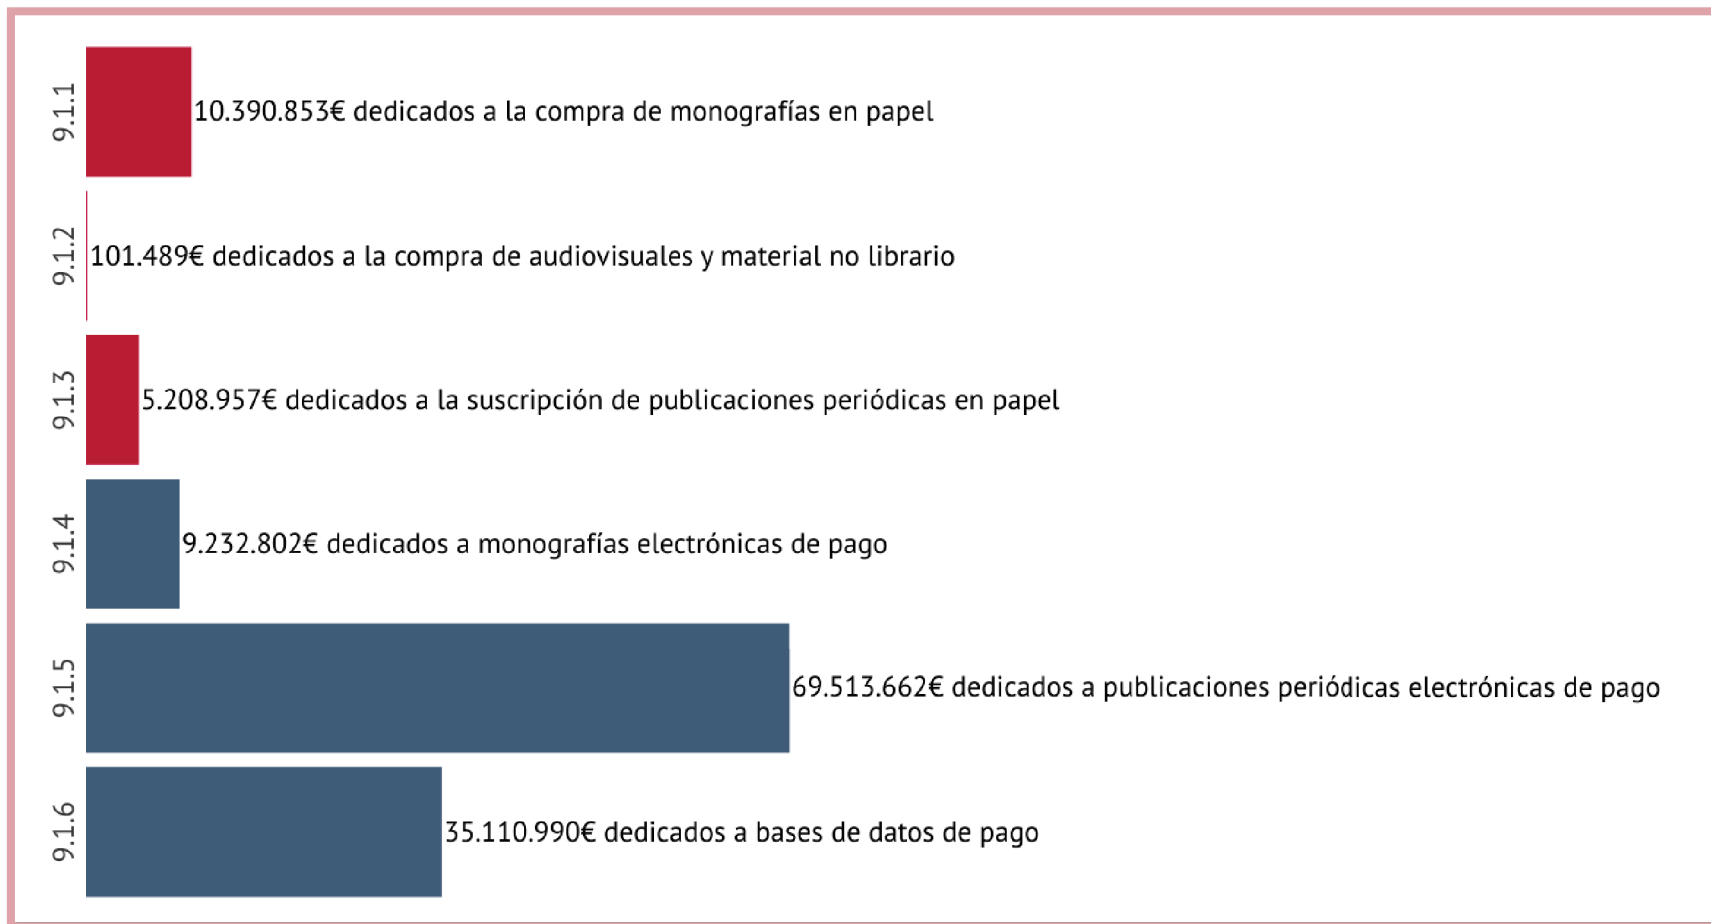 9.1.1
10.390.853€ dedicados a la compra de monografías en papel
9.1.2
101.489€ dedicados a la compra de audiovisuales y material no librario
9.1.3
5.208.957€ dedicados a la suscripción de publicaciones periódicas en papel
9.1.4
9.232.802€ dedicados a monografías electrónicas de pago
9.1.5
69.513.662€ dedicados a publicaciones periódicas electrónicas de pago
9.1.6
35.110.990€ dedicados a bases de datos de pago